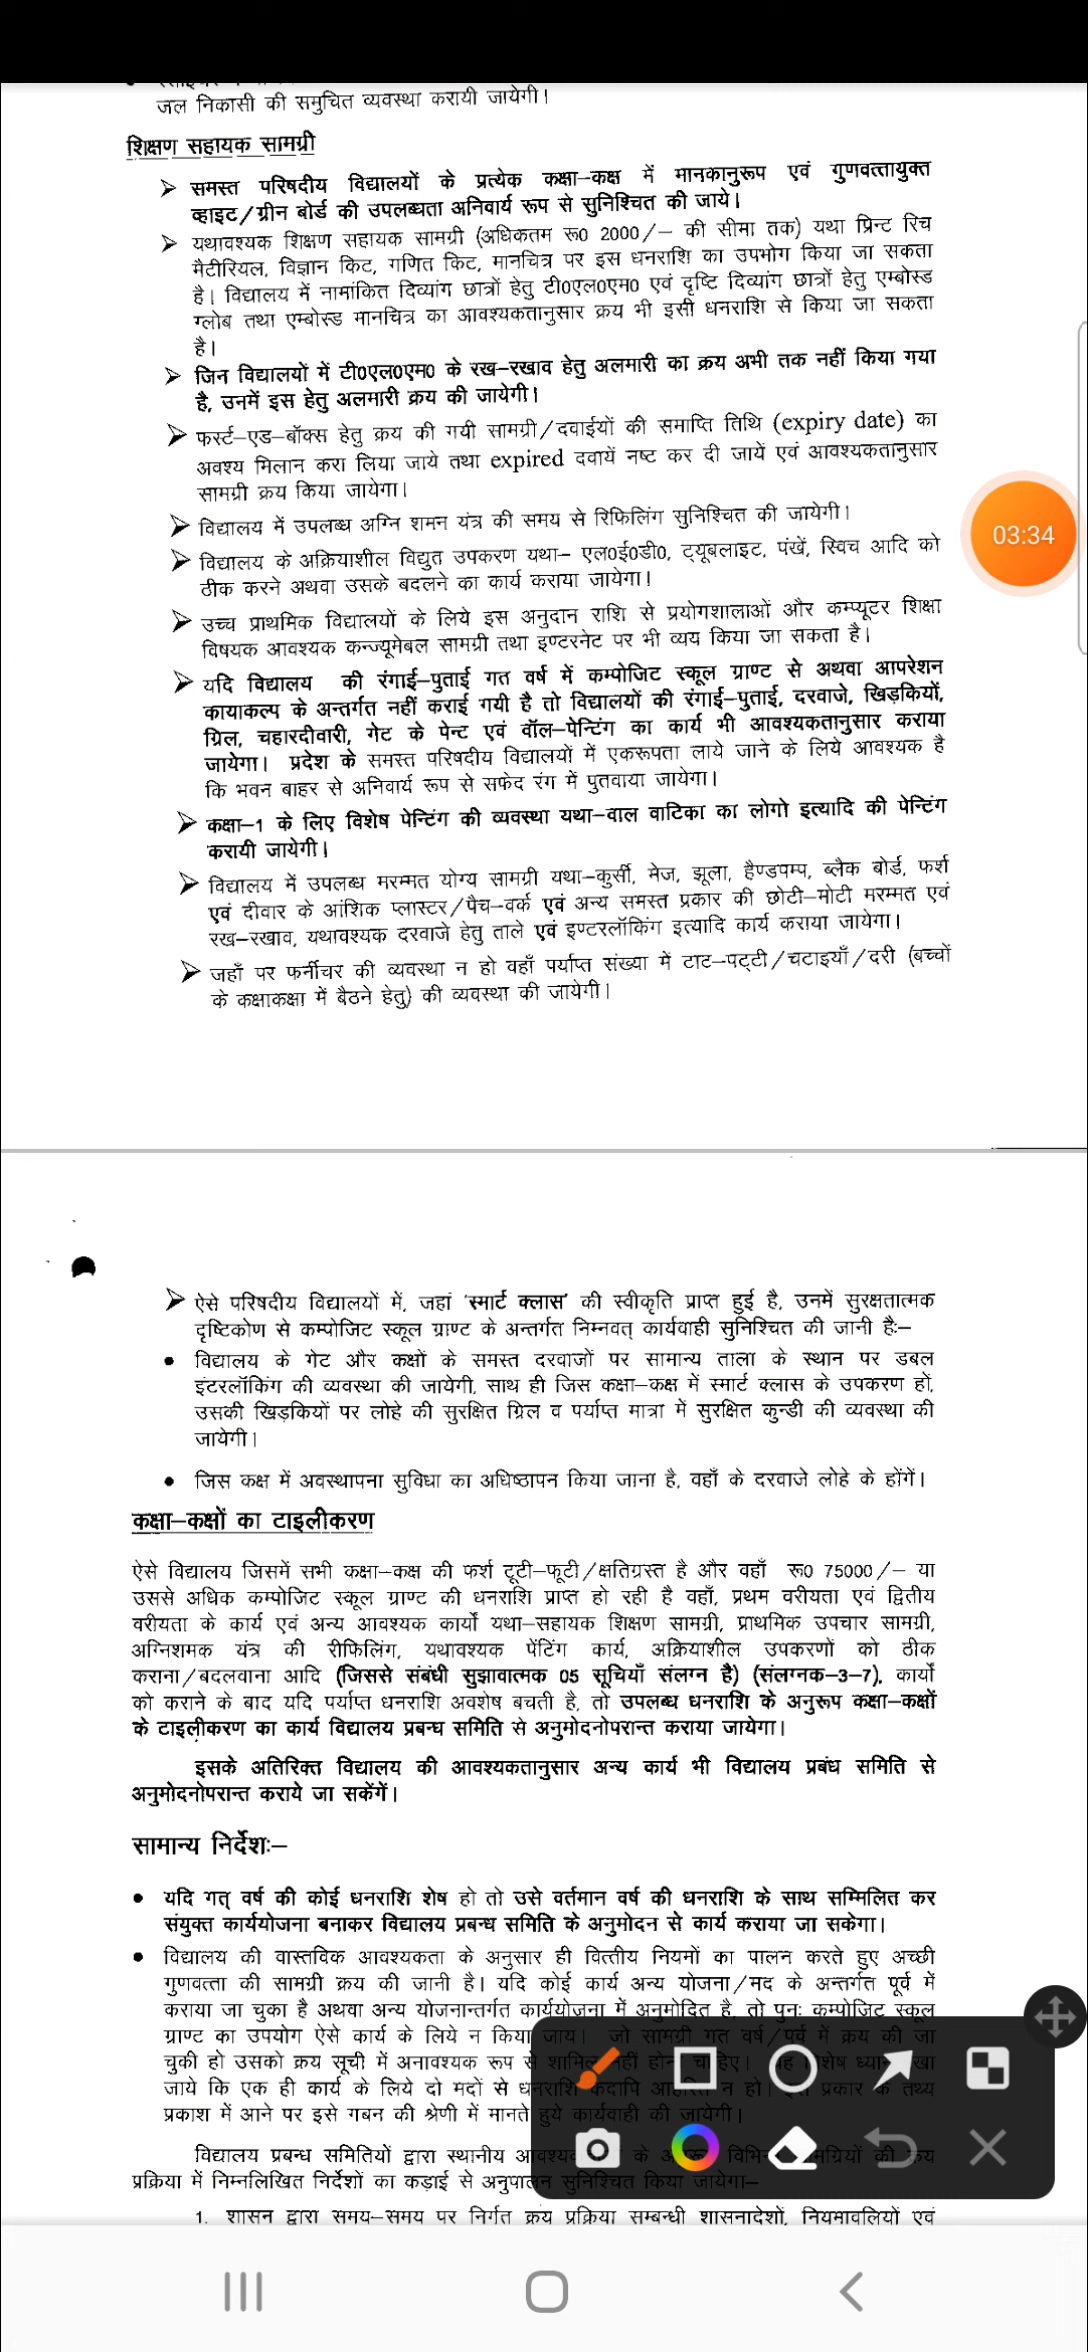 जल निकासी की समुचित व्यवस्था करायी जायेगी।
शिक्षण सहायक सामग्री
➢ समस्त परिषदीय विद्यालयों के प्रत्येक कक्षा–कक्ष में मानकानुरूप एवं गुणवत्तायुक्त
व्हाइट/ग्रीन बोर्ड की उपलब्धता अनिवार्य रूप से सुनिश्चित की जाये।
➢ यथावश्यक शिक्षण सहायक सामग्री (अधिकतम रू0 2000/– की सीमा तक) यथा प्रिन्ट रिच
मैटीरियल, विज्ञान किट, गणित किट, मानचित्र पर इस धनराशि का उपभोग किया जा सकता
है। विद्यालय में नामांकित दिव्यांग छात्रों हेतु टी0एल0एम0 एवं दृष्टि दिव्यांग छात्रों हेतु एम्बोस्ड
ग्लोब तथा एम्बोस्ड मानचित्र का आवश्यकतानुसार क्रय भी इसी धनराशि से किया जा सकता
है।
➢ जिन विद्यालयों में टी0एल0एम0 के रख–रखाव हेतु अलमारी का क्रय अभी तक नहीं किया गया
है, उनमें इस हेतु अलमारी क्रय की जायेगी।
➢ फर्स्ट–एड–बॉक्स हेतु क्रय की गयी सामग्री/दवाईयों की समाप्ति तिथि (expiry date) का
अवश्य मिलान करा लिया जाये तथा expired दवायें नष्ट कर दी जायें एवं आवश्यकतानुसार
सामग्री क्रय किया जायेगा।
➢ विद्यालय में उपलब्ध अग्नि शमन यंत्र की समय से रिफिलिंग सुनिश्चित की जायेगी।
03:34
➢ विद्यालय के अक्रियाशील विद्युत उपकरण यथा– एल0ई0डी0, ट्यूबलाइट, पंखें, स्विच आदि को
ठीक करने अथवा उसके बदलने का कार्य कराया जायेगा।
➢ उच्च प्राथमिक विद्यालयों के लिये इस अनुदान राशि से प्रयोगशालाओं और कम्प्यूटर शिक्षा
विषयक आवश्यक कन्ज्यूमेबल सामग्री तथा इण्टरनेट पर भी व्यय किया जा सकता है।
➢ यदि विद्यालय की रंगाई–पुताई गत वर्ष में कम्पोजिट स्कूल ग्राण्ट से अथवा आपरेशन
कायाकल्प के अन्तर्गत नहीं कराई गयी है तो विद्यालयों की रंगाई–पुताई, दरवाजे, खिड़कियों,
ग्रिल, चहारदीवारी, गेट के पेन्ट एवं वॉल–पेन्टिंग का कार्य भी आवश्यकतानुसार कराया
जायेगा। प्रदेश के समस्त परिषदीय विद्यालयों में एकरूपता लाये जाने के लिये आवश्यक है
कि भवन बाहर से अनिवार्य रूप से सफेद रंग में पुतवाया जायेगा।
➢ कक्षा–1 के लिए विशेष पेन्टिंग की व्यवस्था यथा–वाल वाटिका का लोगो इत्यादि की पेन्टिंग
करायी जायेगी।
➢ विद्यालय में उपलब्ध मरम्मत योग्य सामग्री यथा–कुर्सी, मेज, झूला, हैण्डपम्प, ब्लैक बोर्ड, फर्श
एवं दीवार के आंशिक प्लास्टर/पैच–वर्क एवं अन्य समस्त प्रकार की छोटी–मोटी मरम्मत एवं
रख–रखाव, यथावश्यक दरवाजे हेतु ताले एवं इण्टरलॉकिंग इत्यादि कार्य कराया जायेगा।
➢ जहाँ पर फर्नीचर की व्यवस्था न हो वहाँ पर्याप्त संख्या में टाट–पट्टी/चटाइयाँ/दरी (बच्चों
के कक्षाकक्षा में बैठने हेतु) की व्यवस्था की जायेगी।
➢ ऐसे परिषदीय विद्यालयों में, जहां 'स्मार्ट क्लास' की स्वीकृति प्राप्त हुई है, उनमें सुरक्षतात्मक
दृष्टिकोण से कम्पोजिट स्कूल ग्राण्ट के अन्तर्गत निम्नवत् कार्यवाही सुनिश्चित की जानी हैः–
• विद्यालय के गेट और कक्षों के समस्त दरवाजों पर सामान्य ताला के स्थान पर डबल
इंटरलॉकिंग की व्यवस्था की जायेगी, साथ ही जिस कक्षा–कक्ष में स्मार्ट क्लास के उपकरण हों,
उसकी खिड़कियों पर लोहे की सुरक्षित ग्रिल व पर्याप्त मात्रा में सुरक्षित कुन्डी की व्यवस्था की
जायेगी।
• जिस कक्ष में अवस्थापना सुविधा का अधिष्ठापन किया जाना है, वहाँ के दरवाजे लोहे के होंगें।
कक्षा–कक्षों का टाइलीकरण
ऐसे विद्यालय जिसमें सभी कक्षा–कक्ष की फर्श टूटी–फूटी/क्षतिग्रस्त है और वहाँ रू0 75000/– या
उससे अधिक कम्पोजिट स्कूल ग्राण्ट की धनराशि प्राप्त हो रही है वहाँ, प्रथम वरीयता एवं द्वितीय
वरीयता के कार्य एवं अन्य आवश्यक कार्यों यथा–सहायक शिक्षण सामग्री, प्राथमिक उपचार सामग्री,
अग्निशमक यंत्र की रीफिलिंग, यथावश्यक पेंटिंग कार्य, अक्रियाशील उपकरणों को ठीक
कराना/बदलवाना आदि (जिससे संबंधी सुझावात्मक 05 सूचियाँ संलग्न है) (संलग्नक–3–7), कार्यों
को कराने के बाद यदि पर्याप्त धनराशि अवशेष बचती है, तो उपलब्ध धनराशि के अनुरूप कक्षा–कक्षों
के टाइलीकरण का कार्य विद्यालय प्रबन्ध समिति से अनुमोदनोपरान्त कराया जायेगा।
इसके अतिरिक्त विद्यालय की आवश्यकतानुसार अन्य कार्य भी विद्यालय प्रबंध समिति से
अनुमोदनोपरान्त कराये जा सकेंगें।
सामान्य निर्देशः–
• यदि गत् वर्ष की कोई धनराशि शेष हो तो उसे वर्तमान वर्ष की धनराशि के साथ सम्मिलित कर
संयुक्त कार्ययोजना बनाकर विद्यालय प्रबन्ध समिति के अनुमोदन से कार्य कराया जा सकेगा।
• विद्यालय की वास्तविक आवश्यकता के अनुसार ही वित्तीय नियमों का पालन करते हुए अच्छी
गुणवत्ता की सामग्री क्रय की जानी है। यदि कोई कार्य अन्य योजना/मद के अन्तर्गत पूर्व में
कराया जा चुका है अथवा अन्य योजनान्तर्गत कार्ययोजना में अनुमोदित है, तो पुनः कम्पोजिट स्कूल
ग्राण्ट का उपयोग ऐसे कार्य के लिये न किया जाय। जो सामग्री गत वर्ष/पूर्व में क्रय की जा
चुकी हो उसको क्रय सूची में अनावश्यक रूप से
जाये कि एक ही कार्य के लिये दो मदों से धनराशि कदापि न हो। प्रकार के तथ्य
प्रकाश में आने पर इसे गबन की श्रेणी में मानते हुये कार्यवाही की जायेगी।
विद्यालय प्रबन्ध समितियों द्वारा स्थानीय के
प्रक्रिया में निम्नलिखित निर्देशों का कड़ाई से अनुपालन सुनिश्चित किया जायेगा–
1. शासन द्वारा समय–समय पर निर्गत क्रय प्रक्रिया सम्बन्धी शासनादेशों, नियमावलियों एवं